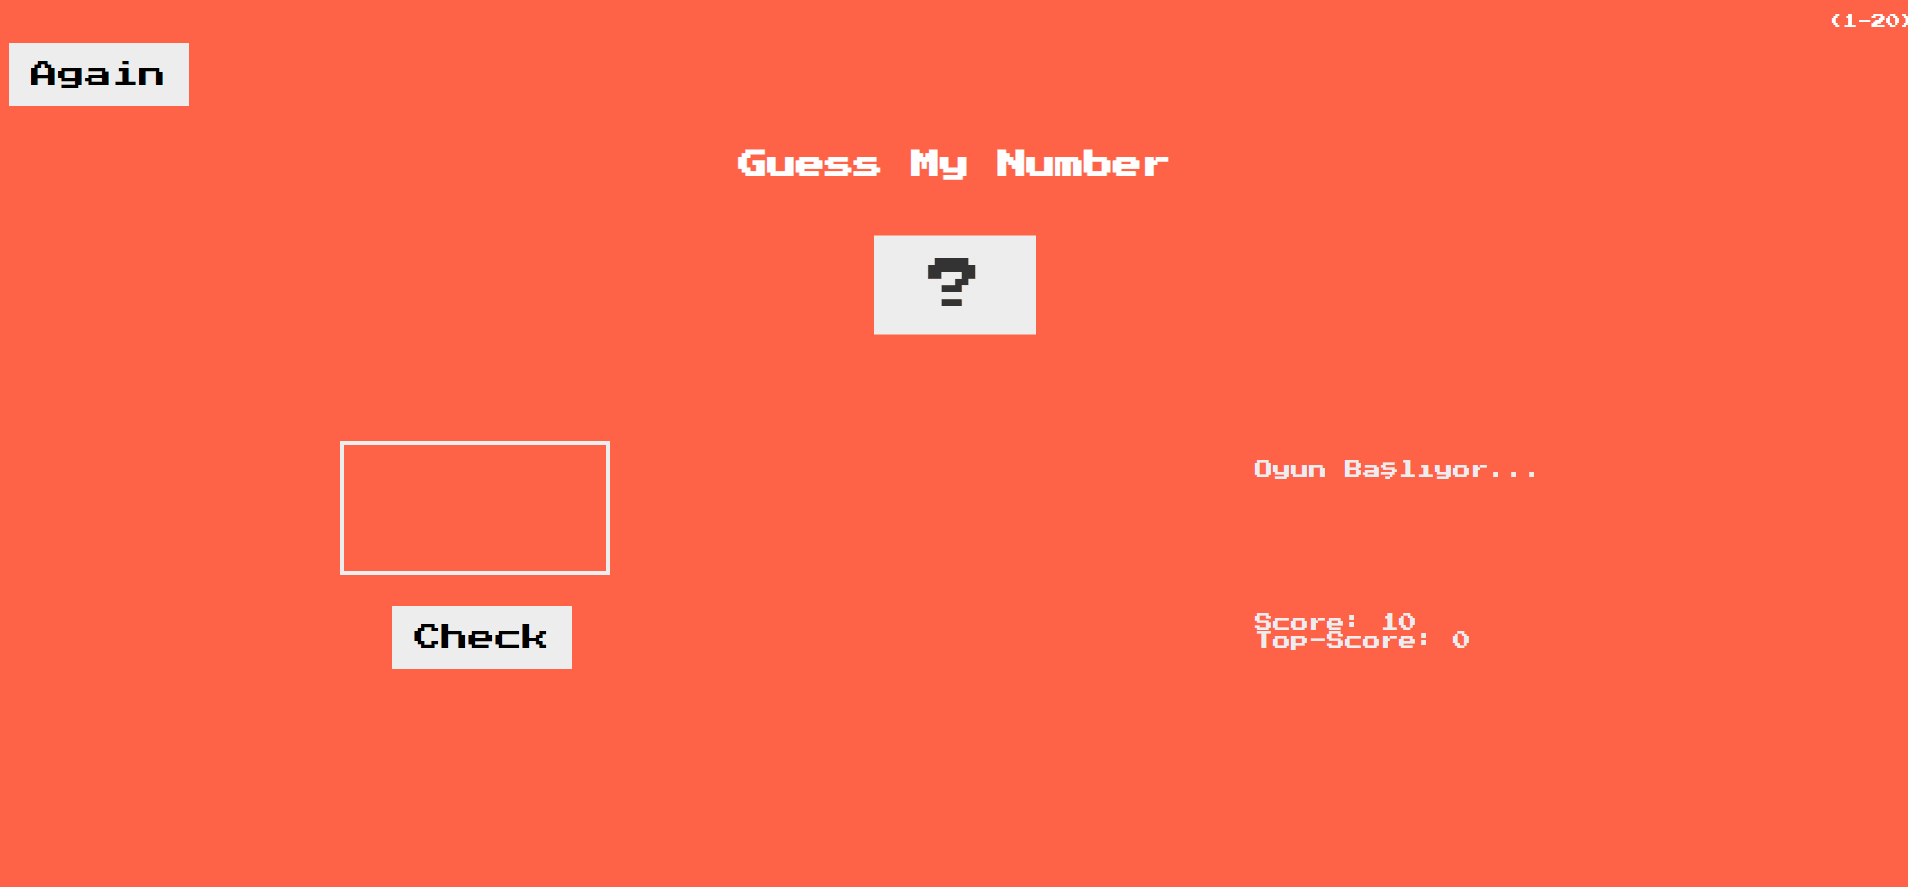 (1-20)
Again
Guess My Number
?
Oyun Başlıyor...
Check
Score: 10
Top-Score: 0